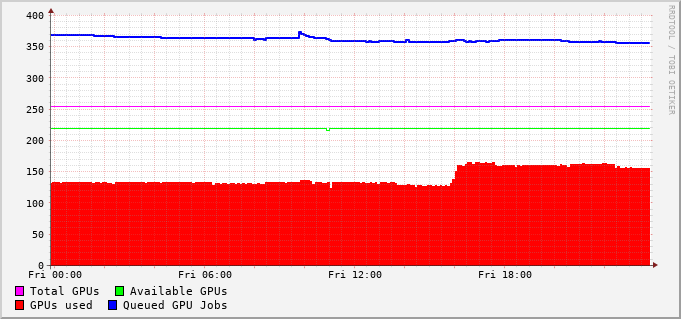 400
350
300
250
200
150
100
50
0
Fri 00:00 Fri 06:00 Fri 12:00 Fri 18:00
Total GPUs Available GPUs
GPUs used Queued GPU Jobs
RRDTOOL / TOBI OETIKER